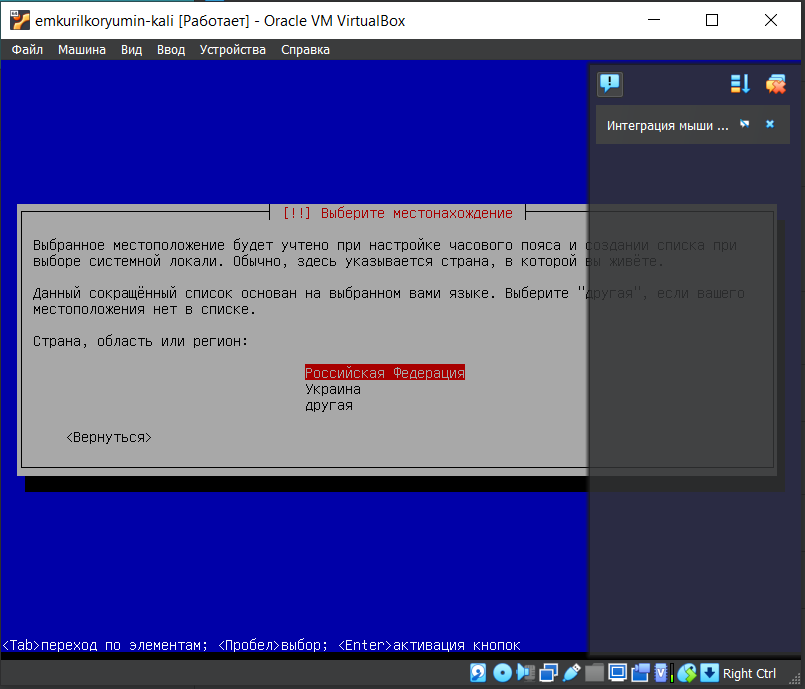 emkurilkoryumin-kali [Работает] - Oracle VM VirtualBox
Файл Машина Вид Ввод Устройства Справка
Интеграция мыши ...
[!!] Выберите местонахождение
Выбранное местоположение будет учтено при настройке часового пояса и создании списка при
выборе системной локали. Обычно, здесь указывается страна, в которой вы живёте.
Данный сокращённый список основан на выбранном вами языке. Выберите "другая", если вашего
местоположения нет в списке.
Страна, область или регион:
Российская Федерация
Украина
другая
<Вернуться>
<Tab>переход по элементам; <Пробел>выбор; <Enter>активация кнопок
Right Ctrl